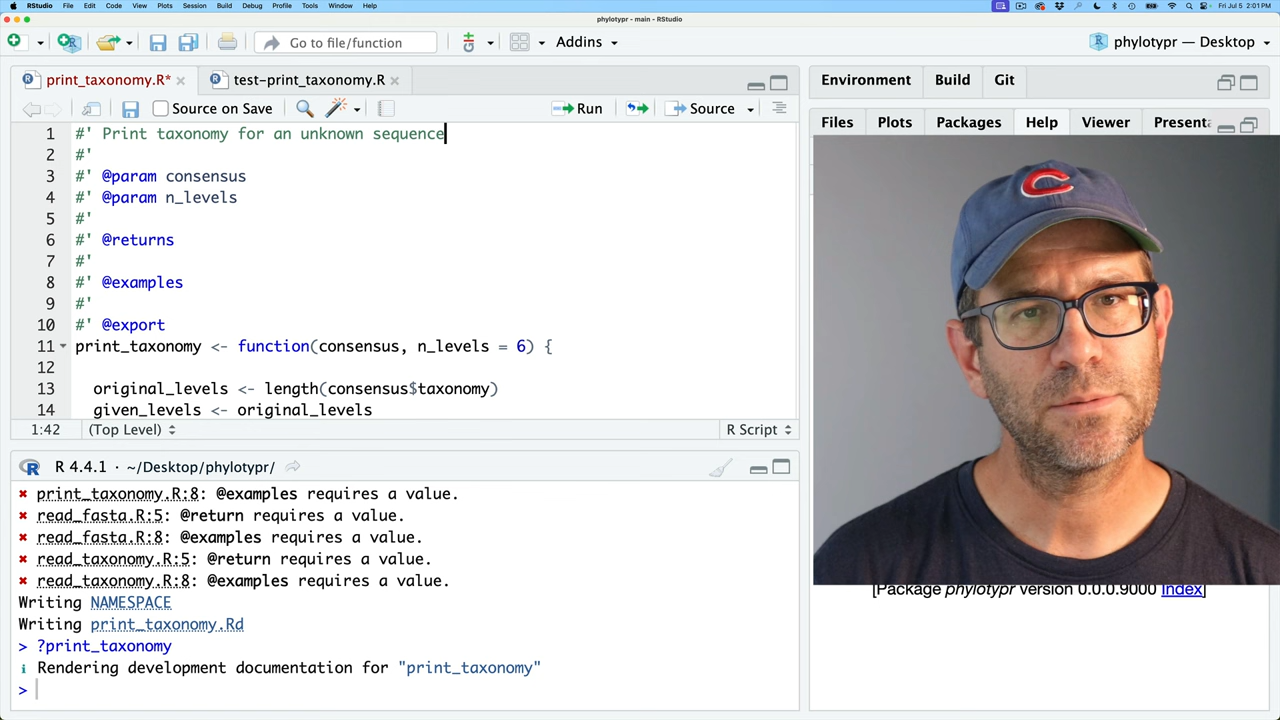 RStudio File Edit Code View Plots Session Build Debug Profile Tools Window Help Fri Jul 5 2:01 PM
phylotypr - main - RStudio
Go to file/function Addins phylotypr — Desktop
print_taxonomy.R* test-print_taxonomy.R
Source on Save Run Source
1 #' Print taxonomy for an unknown sequence
2 #'
3 #' @param consensus
4 #' @param n_levels
5 #'
6 #' @returns
7 #'
8 #' @examples
9 #'
10 #' @export
11 print_taxonomy <- function(consensus, n_levels = 6) {
12
13 original_levels <- length(consensus$taxonomy)
14 given_levels <- original_levels
1:42 (Top Level) R Script
R 4.4.1 · ~/Desktop/phylotypr/
✖ print_taxonomy.R:8: @examples requires a value.
✖ read_fasta.R:5: @return requires a value.
✖ read_fasta.R:8: @examples requires a value.
✖ read_taxonomy.R:5: @return requires a value.
✖ read_taxonomy.R:8: @examples requires a value.
Writing NAMESPACE
Writing print_taxonomy.Rd
> ?print_taxonomy
ℹ Rendering development documentation for "print_taxonomy"
>
Environment Build Git
Files Plots Packages Help Viewer Presenta
C
[Package phylotypr version 0.0.0.9000 Index]